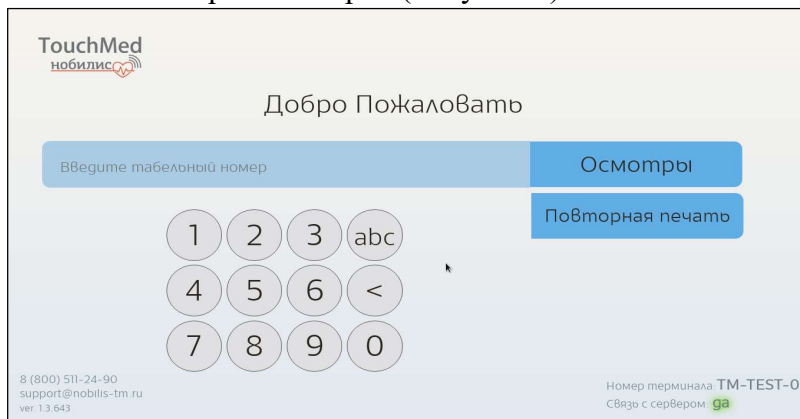 TouchMed
нобилис
Добро Пожаловать
Введите табельный номер
Осмотры
Повторная печать
1 2 3 abc
4 5 6 <
7 8 9 0
8 (800) 511-24-90
support@nobilis-tm.ru
ver. 1.3.643
Номер терминала TM-TEST-0
Связь с сервером: да